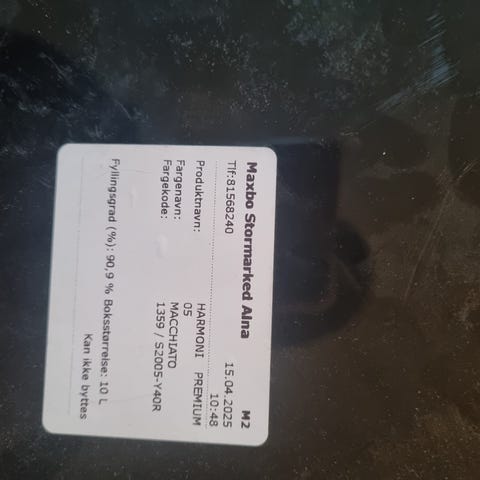 Maxbo Stormarked Alna M2
Tlf:81568240 15.04.2025
10:48
Produktnavn: HARMONI PREMIUM
05
Fargenavn: MACCHIATO
Fargekode: 1359 / S2005-Y40R
Fyllingsgrad (%): 90,9 % Boksstørrelse: 10 L
Kan ikke byttes